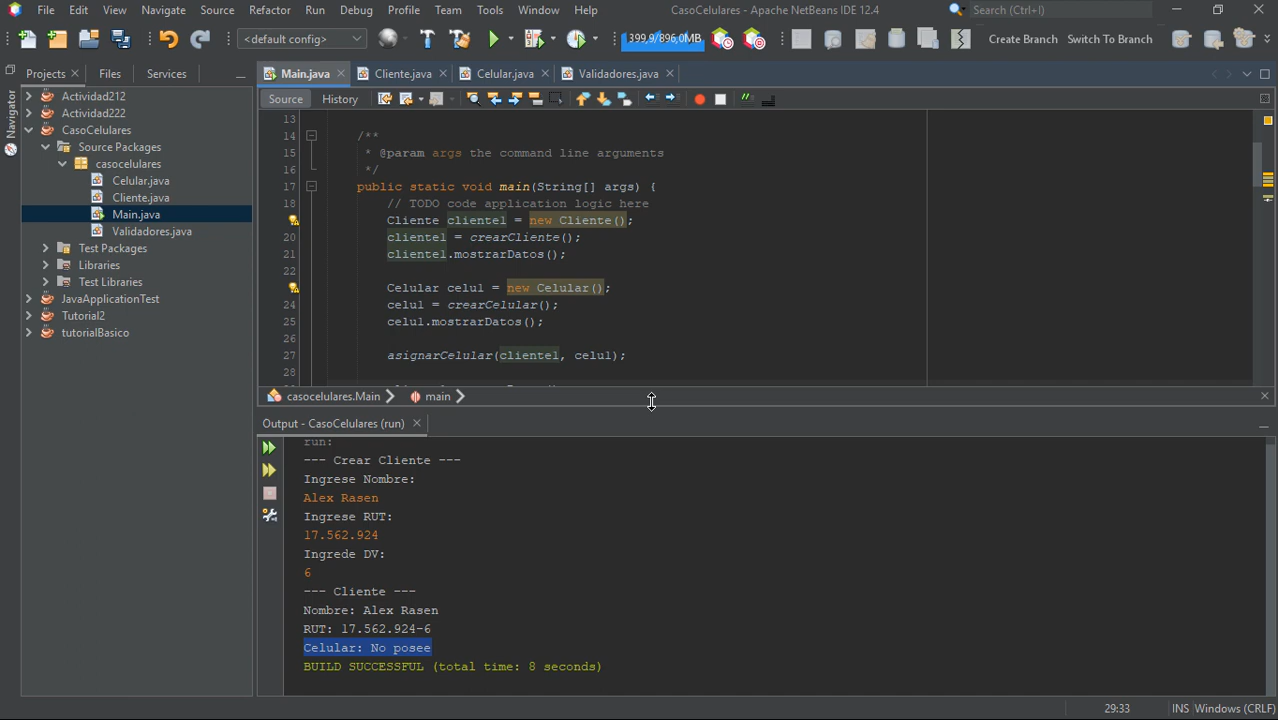 File Edit View Navigate Source Refactor Run Debug Profile Team Tools Window Help
CasoCelulares - Apache NetBeans IDE 12.4
Search (Ctrl+I)
<default config>
399,9/896,0MB
Create Branch Switch To Branch
Projects Files Services
Main.java Cliente.java Celular.java Validadores.java
Navigator
Source History
Actividad212
Actividad222
CasoCelulares
Source Packages
casocelulares
Celular.java
Cliente.java
Main.java
Validadores.java
Test Packages
Libraries
Test Libraries
JavaApplicationTest
Tutorial2
tutorialBasico
13
14 /**
15 * @param args the command line arguments
16 */
17 public static void main(String[] args) {
18 // TODO code application logic here
Cliente cliente1 = new Cliente();
20 cliente1 = crearCliente();
21 cliente1.mostrarDatos();
22
Celular celu1 = new Celular();
24 celu1 = crearCelular();
25 celu1.mostrarDatos();
26
27 asignarCelular(cliente1, celu1);
28
casocelulares.Main main
Output - CasoCelulares (run)
run:
--- Crear Cliente ---
Ingrese Nombre:
Alex Rasen
Ingrese RUT:
17.562.924
Ingrede DV:
6
--- Cliente ---
Nombre: Alex Rasen
RUT: 17.562.924-6
Celular: No posee
BUILD SUCCESSFUL (total time: 8 seconds)
29:33 INS Windows (CRLF)